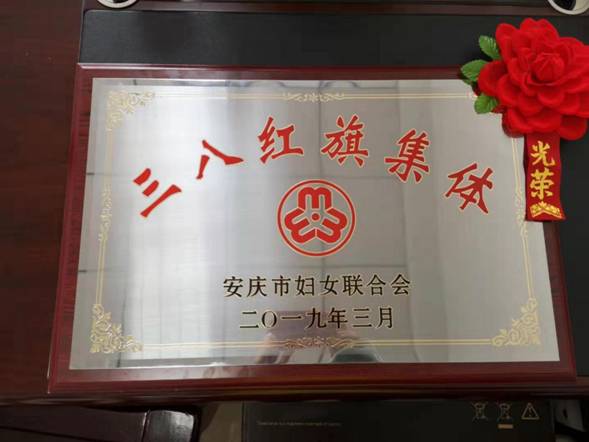 三八红旗集体
安庆市妇女联合会
二〇一九年三月
光荣